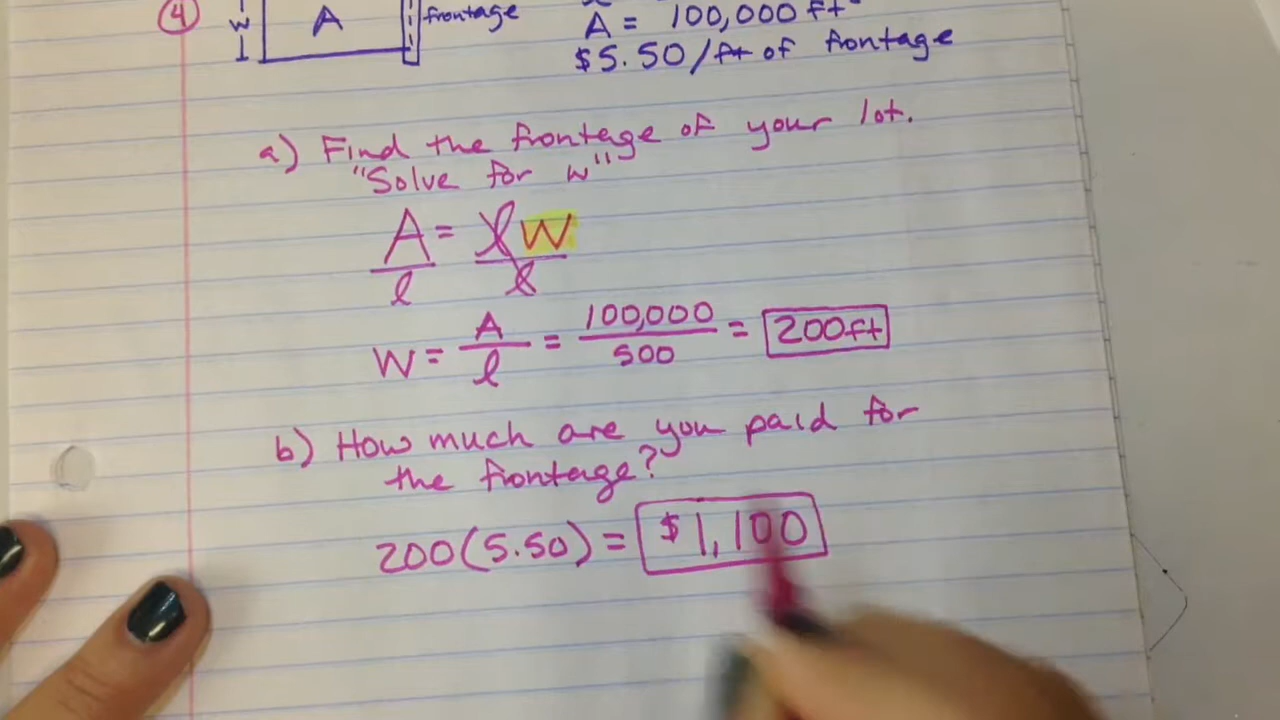 4
w A frontage
A = 100,000 ft²
$5.50/ft of frontage
a) Find the frontage of your lot.
"Solve for w"
A = lw
l l
w = A/l = 100,000/500 = 200ft
b) How much are you paid for
the frontage?
200(5.50) = $1,100